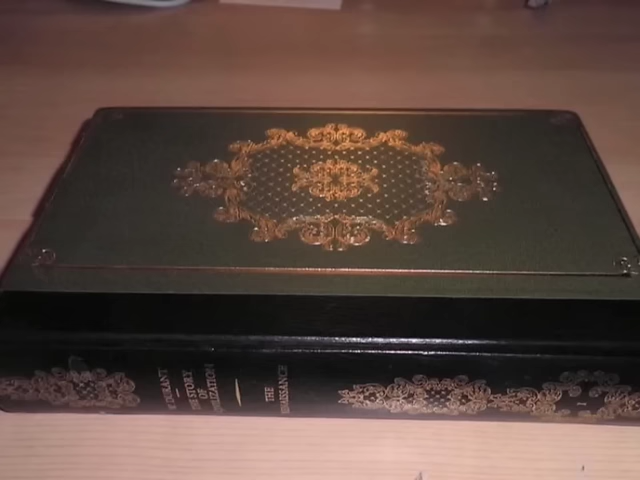 W. DURANT
THE STORY
OF
CIVILIZATION
THE
RENAISSANCE